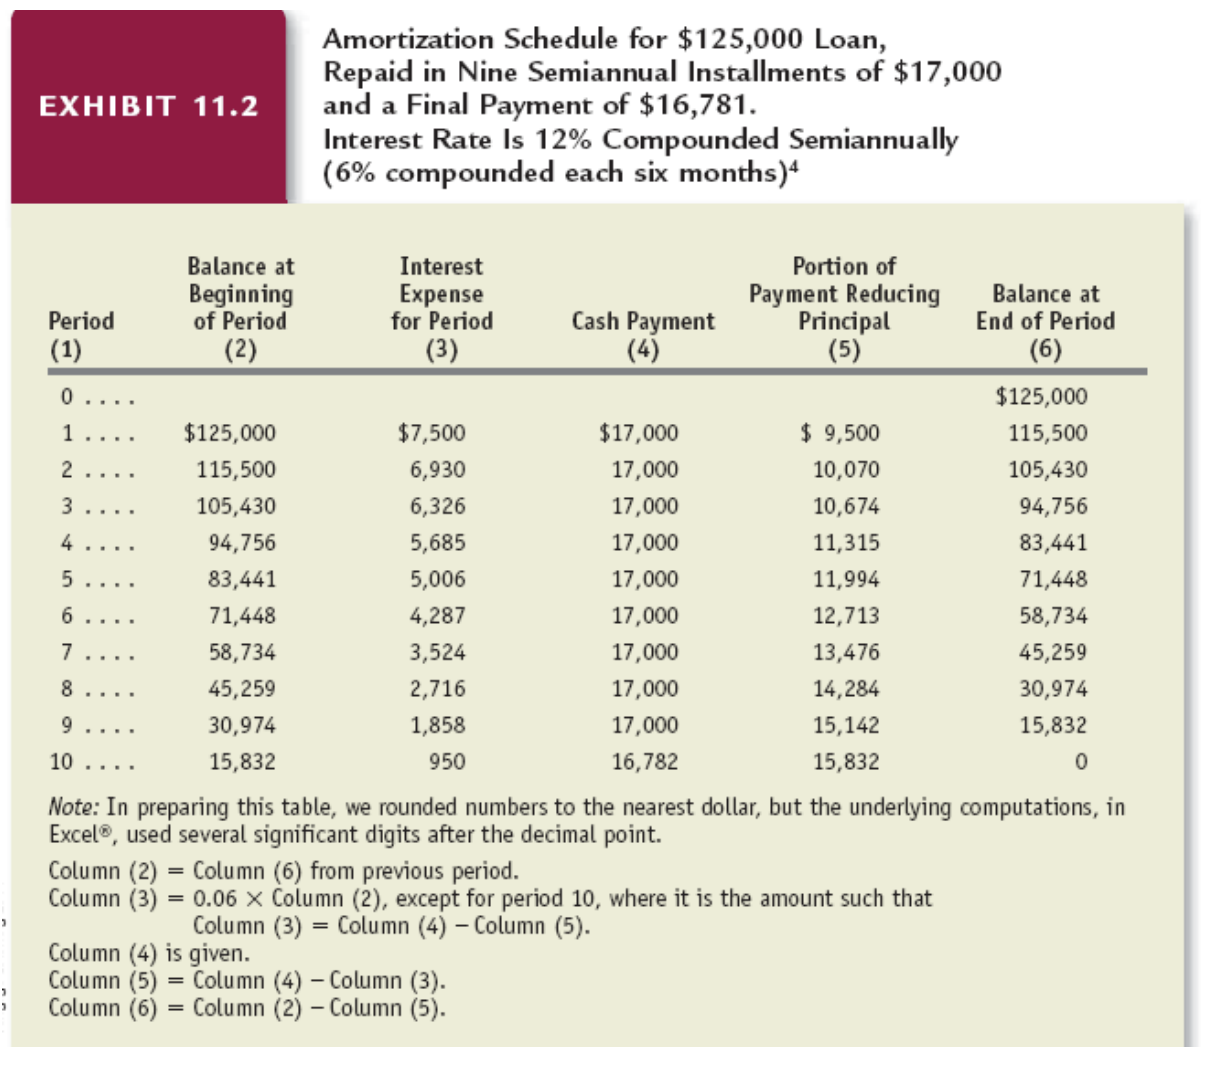 EXHIBIT 11.2
Amortization Schedule for $125,000 Loan,
Repaid in Nine Semiannual Installments of $17,000
and a Final Payment of $16,781.
Interest Rate Is 12% Compounded Semiannually
(6% compounded each six months)⁴
Period (1) Balance at Beginning of Period (2) Interest Expense for Period (3) Cash Payment (4) Portion of Payment Reducing Principal (5) Balance at End of Period (6)
0 . . . . $125,000
1 . . . . $125,000 $7,500 $17,000 $ 9,500 115,500
2 . . . . 115,500 6,930 17,000 10,070 105,430
3 . . . . 105,430 6,326 17,000 10,674 94,756
4 . . . . 94,756 5,685 17,000 11,315 83,441
5 . . . . 83,441 5,006 17,000 11,994 71,448
6 . . . . 71,448 4,287 17,000 12,713 58,734
7 . . . . 58,734 3,524 17,000 13,476 45,259
8 . . . . 45,259 2,716 17,000 14,284 30,974
9 . . . . 30,974 1,858 17,000 15,142 15,832
10 . . . . 15,832 950 16,782 15,832 0
Note: In preparing this table, we rounded numbers to the nearest dollar, but the underlying computations, in
Excel®, used several significant digits after the decimal point.
Column (2) = Column (6) from previous period.
Column (3) = 0.06 × Column (2), except for period 10, where it is the amount such that
Column (3) = Column (4) – Column (5).
Column (4) is given.
Column (5) = Column (4) – Column (3).
Column (6) = Column (2) – Column (5).